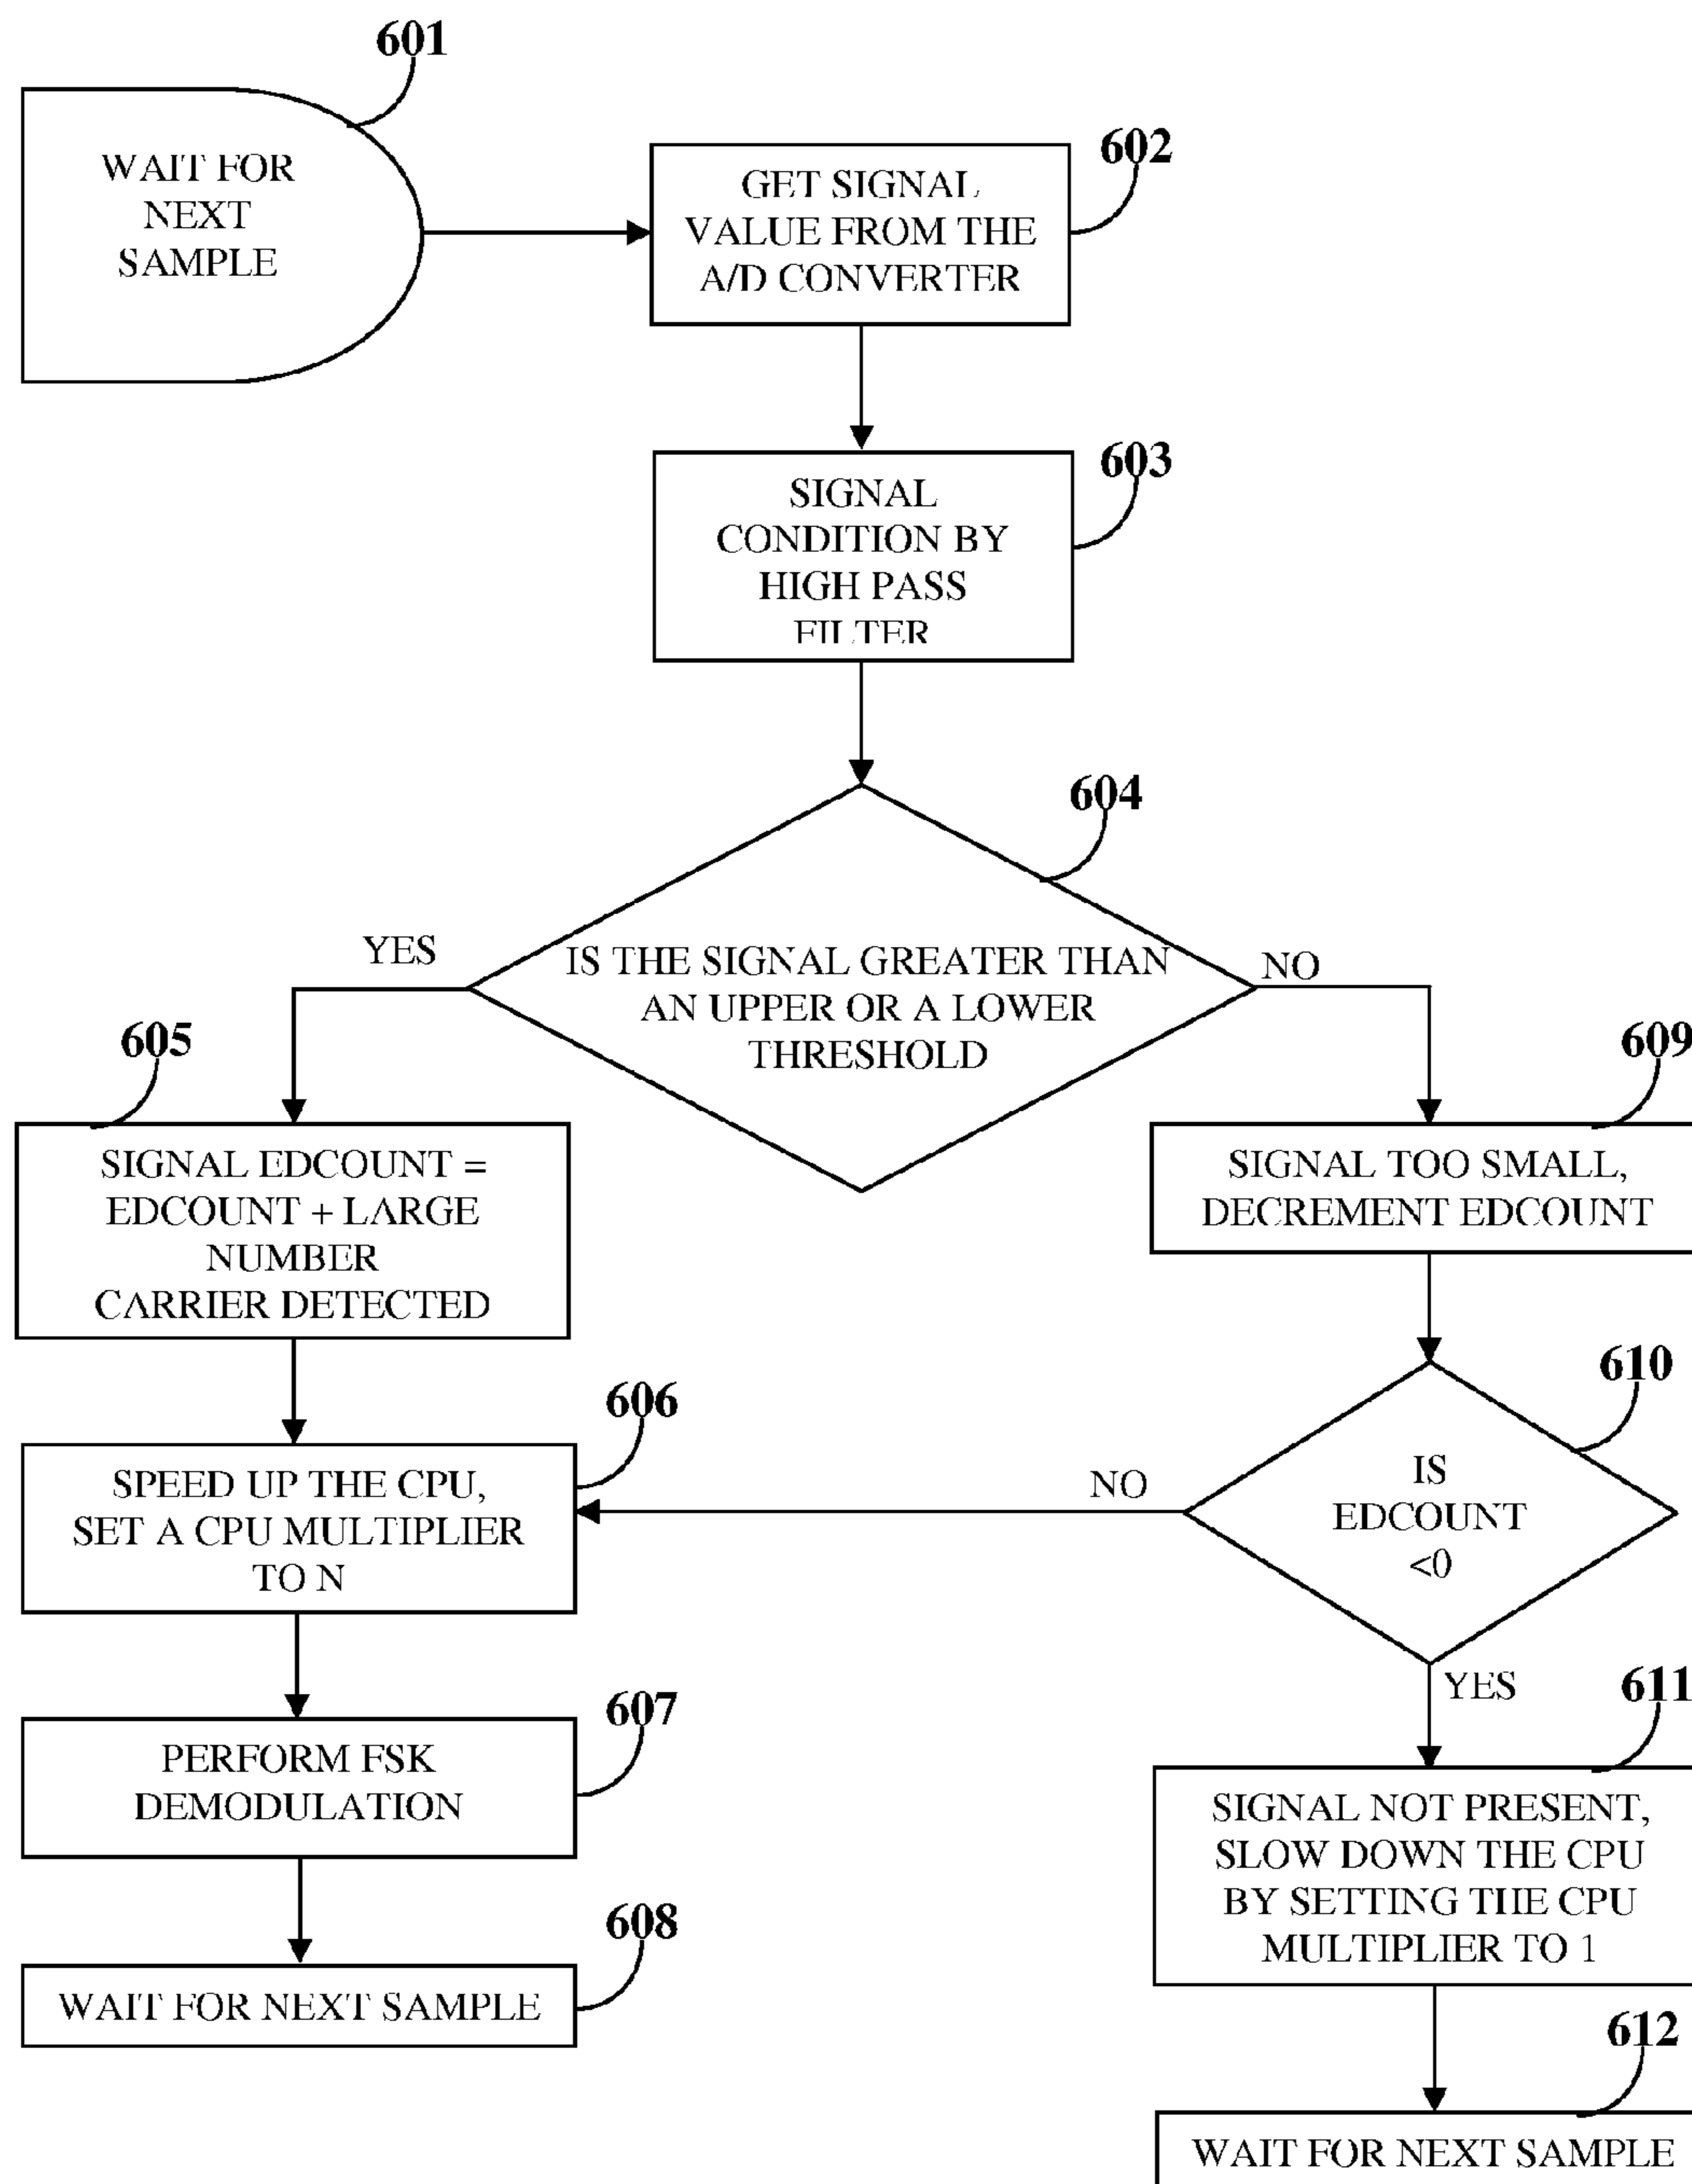 601
WAIT FOR
NEXT
SAMPLE
602
GET SIGNAL
VALUE FROM THE
A/D CONVERTER
603
SIGNAL
CONDITION BY
HIGH PASS
FILTER
604
IS THE SIGNAL GREATER THAN
AN UPPER OR A LOWER
THRESHOLD
YES
NO
605
SIGNAL EDCOUNT =
EDCOUNT + LARGE
NUMBER
CARRIER DETECTED
609
SIGNAL TOO SMALL,
DECREMENT EDCOUNT
606
SPEED UP THE CPU,
SET A CPU MULTIPLIER
TO N
610
IS
EDCOUNT
<0
NO
YES
607
PERFORM FSK
DEMODULATION
611
SIGNAL NOT PRESENT,
SLOW DOWN THE CPU
BY SETTING THE CPU
MULTIPLIER TO 1
608
WAIT FOR NEXT SAMPLE
612
WAIT FOR NEXT SAMPLE